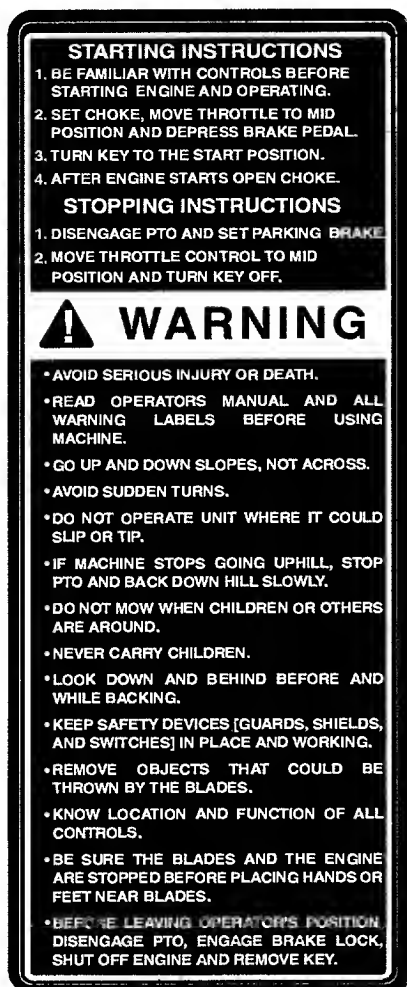 STARTING INSTRUCTIONS
1. BE FAMILIAR WITH CONTROLS BEFORE
STARTING ENGINE AND OPERATING.
2. SET CHOKE, MOVE THROTTLE TO MID
POSITION AND DEPRESS BRAKE PEDAL.
3. TURN KEY TO THE START POSITION.
4. AFTER ENGINE STARTS OPEN CHOKE.
STOPPING INSTRUCTIONS
1. DISENGAGE PTO AND SET PARKING BRAKE
2. MOVE THROTTLE CONTROL TO MID
POSITION AND TURN KEY OFF.
WARNING
•AVOID SERIOUS INJURY OR DEATH.
•READ OPERATORS MANUAL AND ALL
WARNING LABELS BEFORE USING
MACHINE.
•GO UP AND DOWN SLOPES, NOT ACROSS.
•AVOID SUDDEN TURNS.
•DO NOT OPERATE UNIT WHERE IT COULD
SLIP OR TIP.
•IF MACHINE STOPS GOING UPHILL, STOP
PTO AND BACK DOWN HILL SLOWLY.
•DO NOT MOW WHEN CHILDREN OR OTHERS
ARE AROUND.
•NEVER CARRY CHILDREN.
•LOOK DOWN AND BEHIND BEFORE AND
WHILE BACKING.
•KEEP SAFETY DEVICES [GUARDS, SHIELDS,
AND SWITCHES] IN PLACE AND WORKING.
•REMOVE OBJECTS THAT COULD BE
THROWN BY THE BLADES.
•KNOW LOCATION AND FUNCTION OF ALL
CONTROLS.
•BE SURE THE BLADES AND THE ENGINE
ARE STOPPED BEFORE PLACING HANDS OR
FEET NEAR BLADES.
•BEFORE LEAVING OPERATOR'S POSITION,
DISENGAGE PTO, ENGAGE BRAKE LOCK,
SHUT OFF ENGINE AND REMOVE KEY.